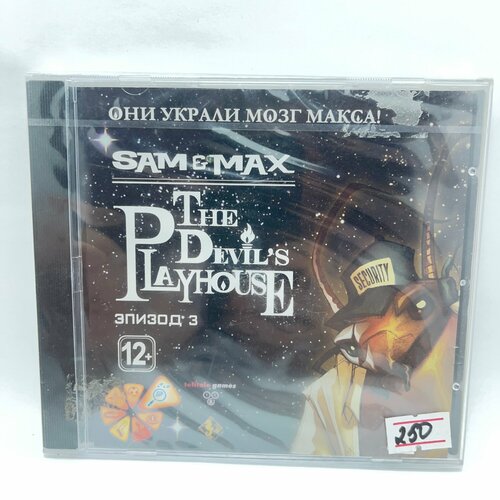 ОНИ УКРАЛИ МОЗГ МАКСА!
SAM & MAX
THE DEVIL'S PLAYHOUSE
ЭПИЗОД 3
12+
SECURITY
telltale games
250